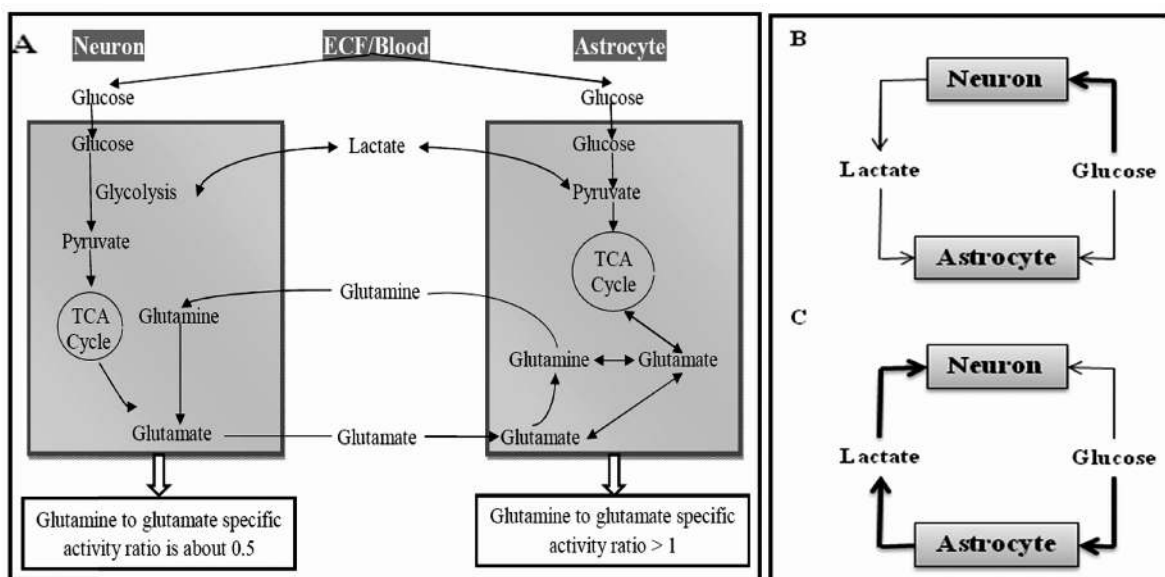 A
Neuron
ECF/Blood
Astrocyte
Glucose
Glucose
Glucose
Lactate
Glucose
Glycolysis
Pyruvate
Pyruvate
TCA
Cycle
Glutamine
Glutamine
TCA
Cycle
Glutamine
Glutamate
Glutamate
Glutamate
Glutamate
Glutamine to glutamate specific
activity ratio is about 0.5
Glutamine to glutamate specific
activity ratio > 1
B
Neuron
Lactate
Glucose
Astrocyte
C
Neuron
Lactate
Glucose
Astrocyte